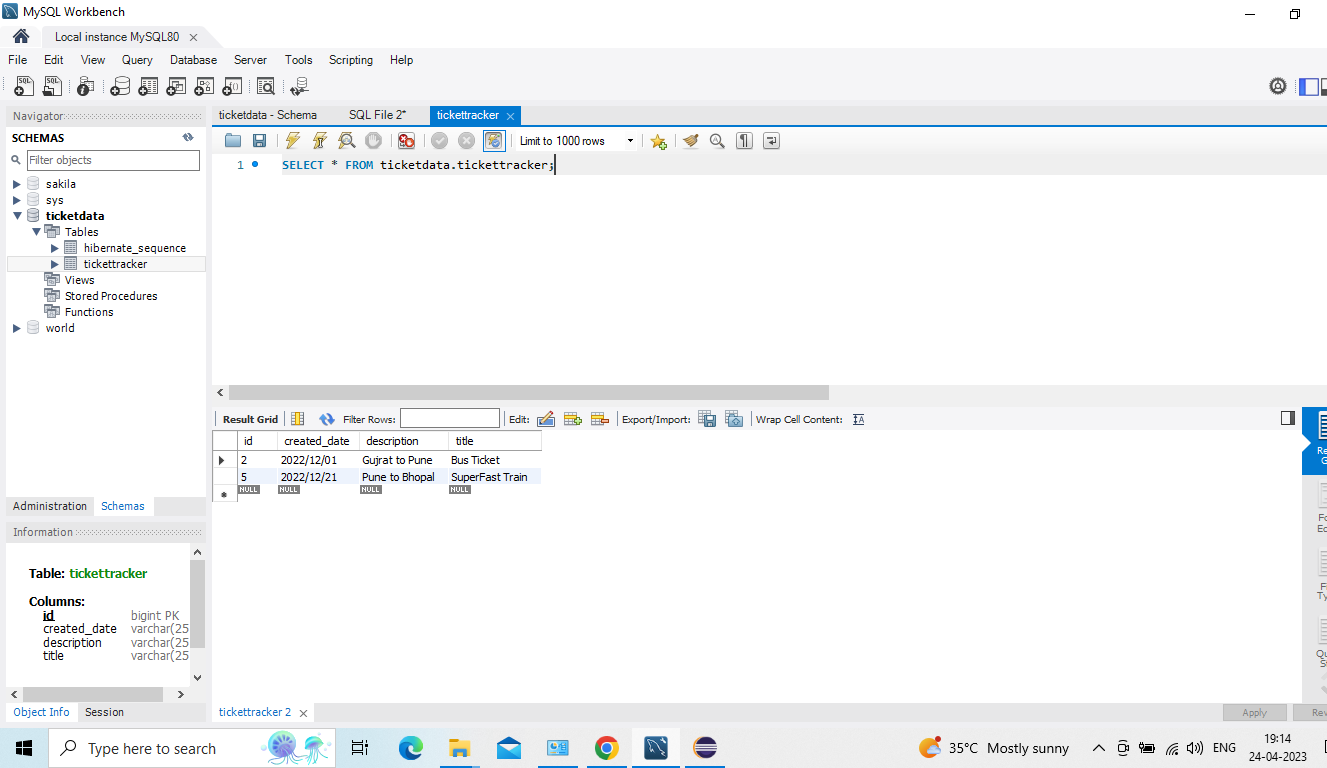 MySQL Workbench
Local instance MySQL80
File Edit View Query Database Server Tools Scripting Help
Navigator
SCHEMAS
Filter objects
sakila
sys
ticketdata
Tables
hibernate_sequence
tickettracker
Views
Stored Procedures
Functions
world
Administration Schemas
Information
Table: tickettracker
Columns:
id bigint PK
created_date varchar(25
description varchar(25
title varchar(25
Object Info Session
ticketdata - Schema SQL File 2* tickettracker
Limit to 1000 rows
1 SELECT * FROM ticketdata.tickettracker;
Result Grid Filter Rows: Edit: Export/Import: Wrap Cell Content:
id created_date description title
2 2022/12/01 Gujrat to Pune Bus Ticket
5 2022/12/21 Pune to Bhopal SuperFast Train
NULL NULL NULL NULL
tickettracker 2
Apply Rev
Type here to search
35°C Mostly sunny
ENG
19:14
24-04-2023